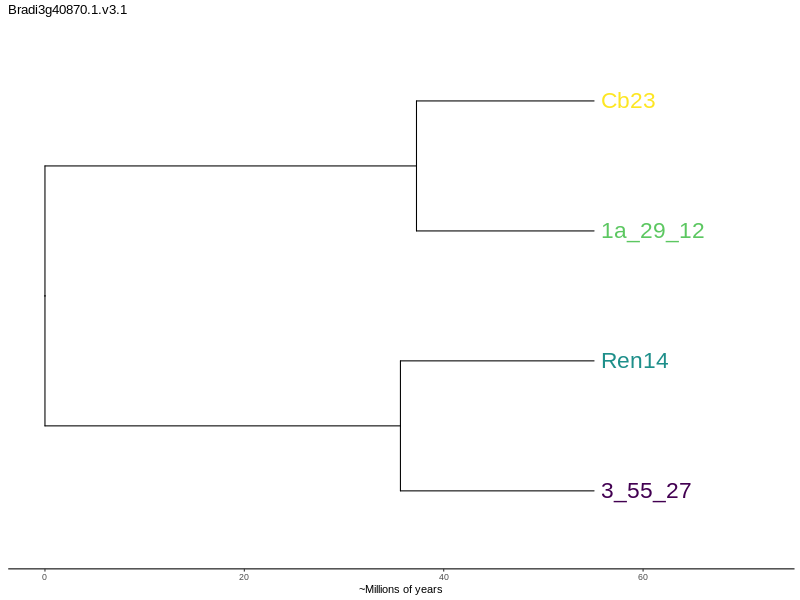 Bradi3g40870.1.v3.1
Cb23
1a_29_12
Ren14
3_55_27
0 20 40 60
~Millions of years